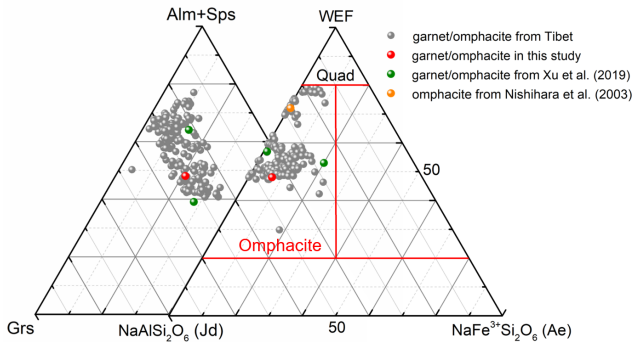 Alm+Sps
WEF
garnet/omphacite from Tibet
garnet/omphacite in this study
garnet/omphacite from Xu et al. (2019)
omphacite from Nishihara et al. (2003)
Quad
50
Omphacite
Grs
NaAlSi₂O₆ (Jd)
50
NaFe³⁺Si₂O₆ (Ae)